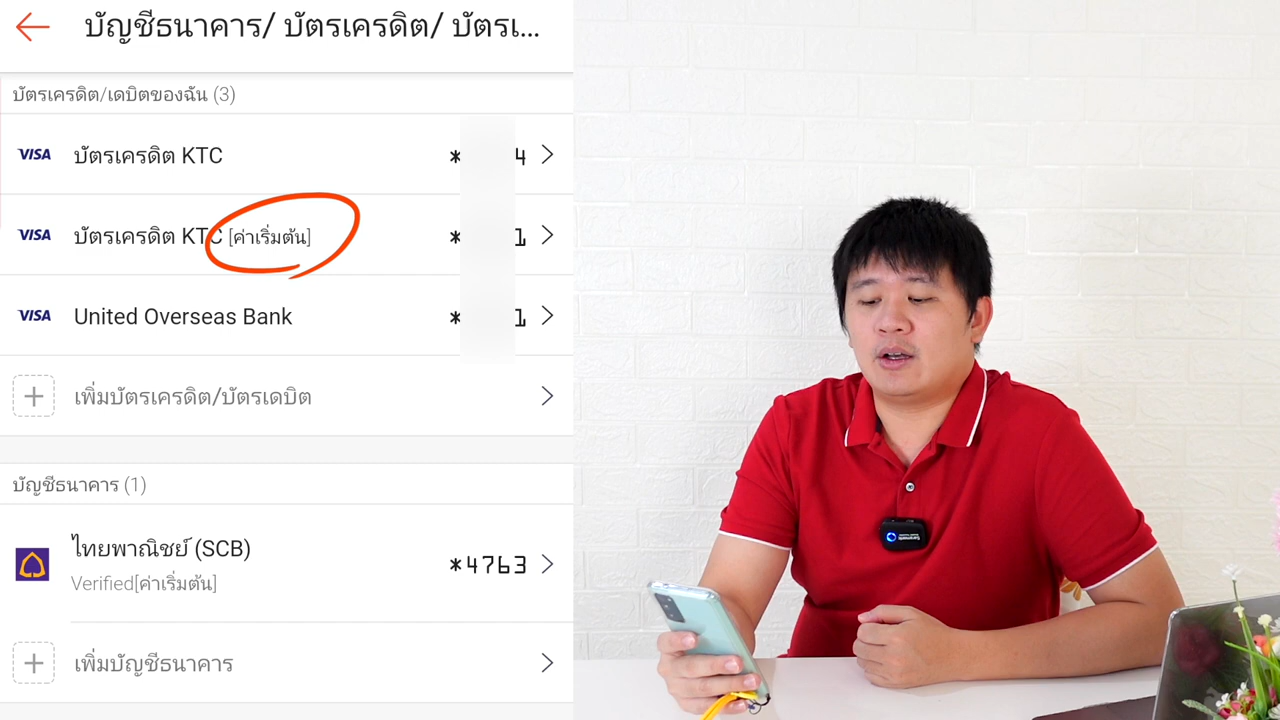 บัญชีธนาคาร/ บัตรเครดิต/ บัตรเ...
บัตรเครดิต/เดบิตของฉัน (3)
VISA บัตรเครดิต KTC * 4
VISA บัตรเครดิต KTC [ค่าเริ่มต้น] * 1
VISA United Overseas Bank * 1
เพิ่มบัตรเครดิต/บัตรเดบิต
บัญชีธนาคาร (1)
ไทยพาณิชย์ (SCB) *4763
Verified[ค่าเริ่มต้น]
เพิ่มบัญชีธนาคาร